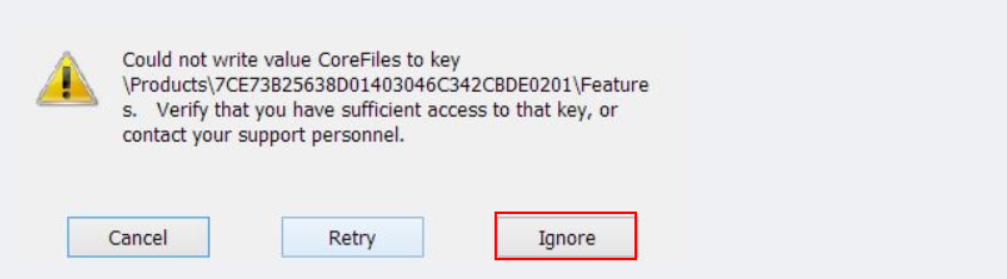 Could not write value CoreFiles to key
\Products\7CE73B25638D01403046C342CBDE0201\Feature
s. Verify that you have sufficient access to that key, or
contact your support personnel.
Cancel Retry Ignore